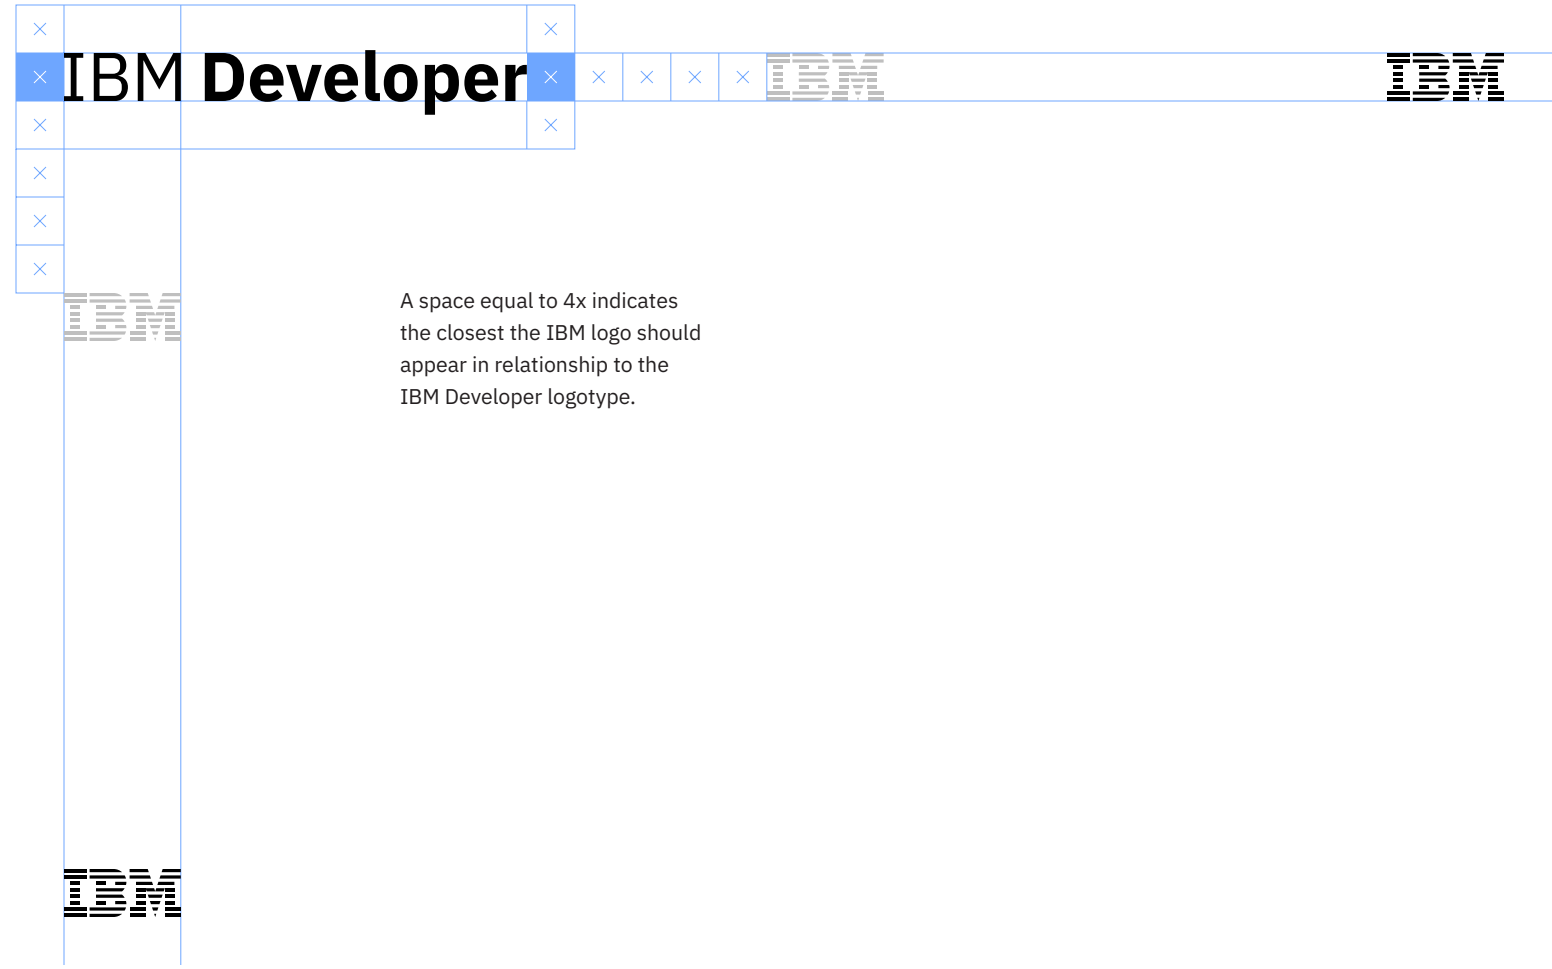 IBM Developer
IBM
IBM
IBM
A space equal to 4x indicates
the closest the IBM logo should
appear in relationship to the
IBM Developer logotype.
IBM